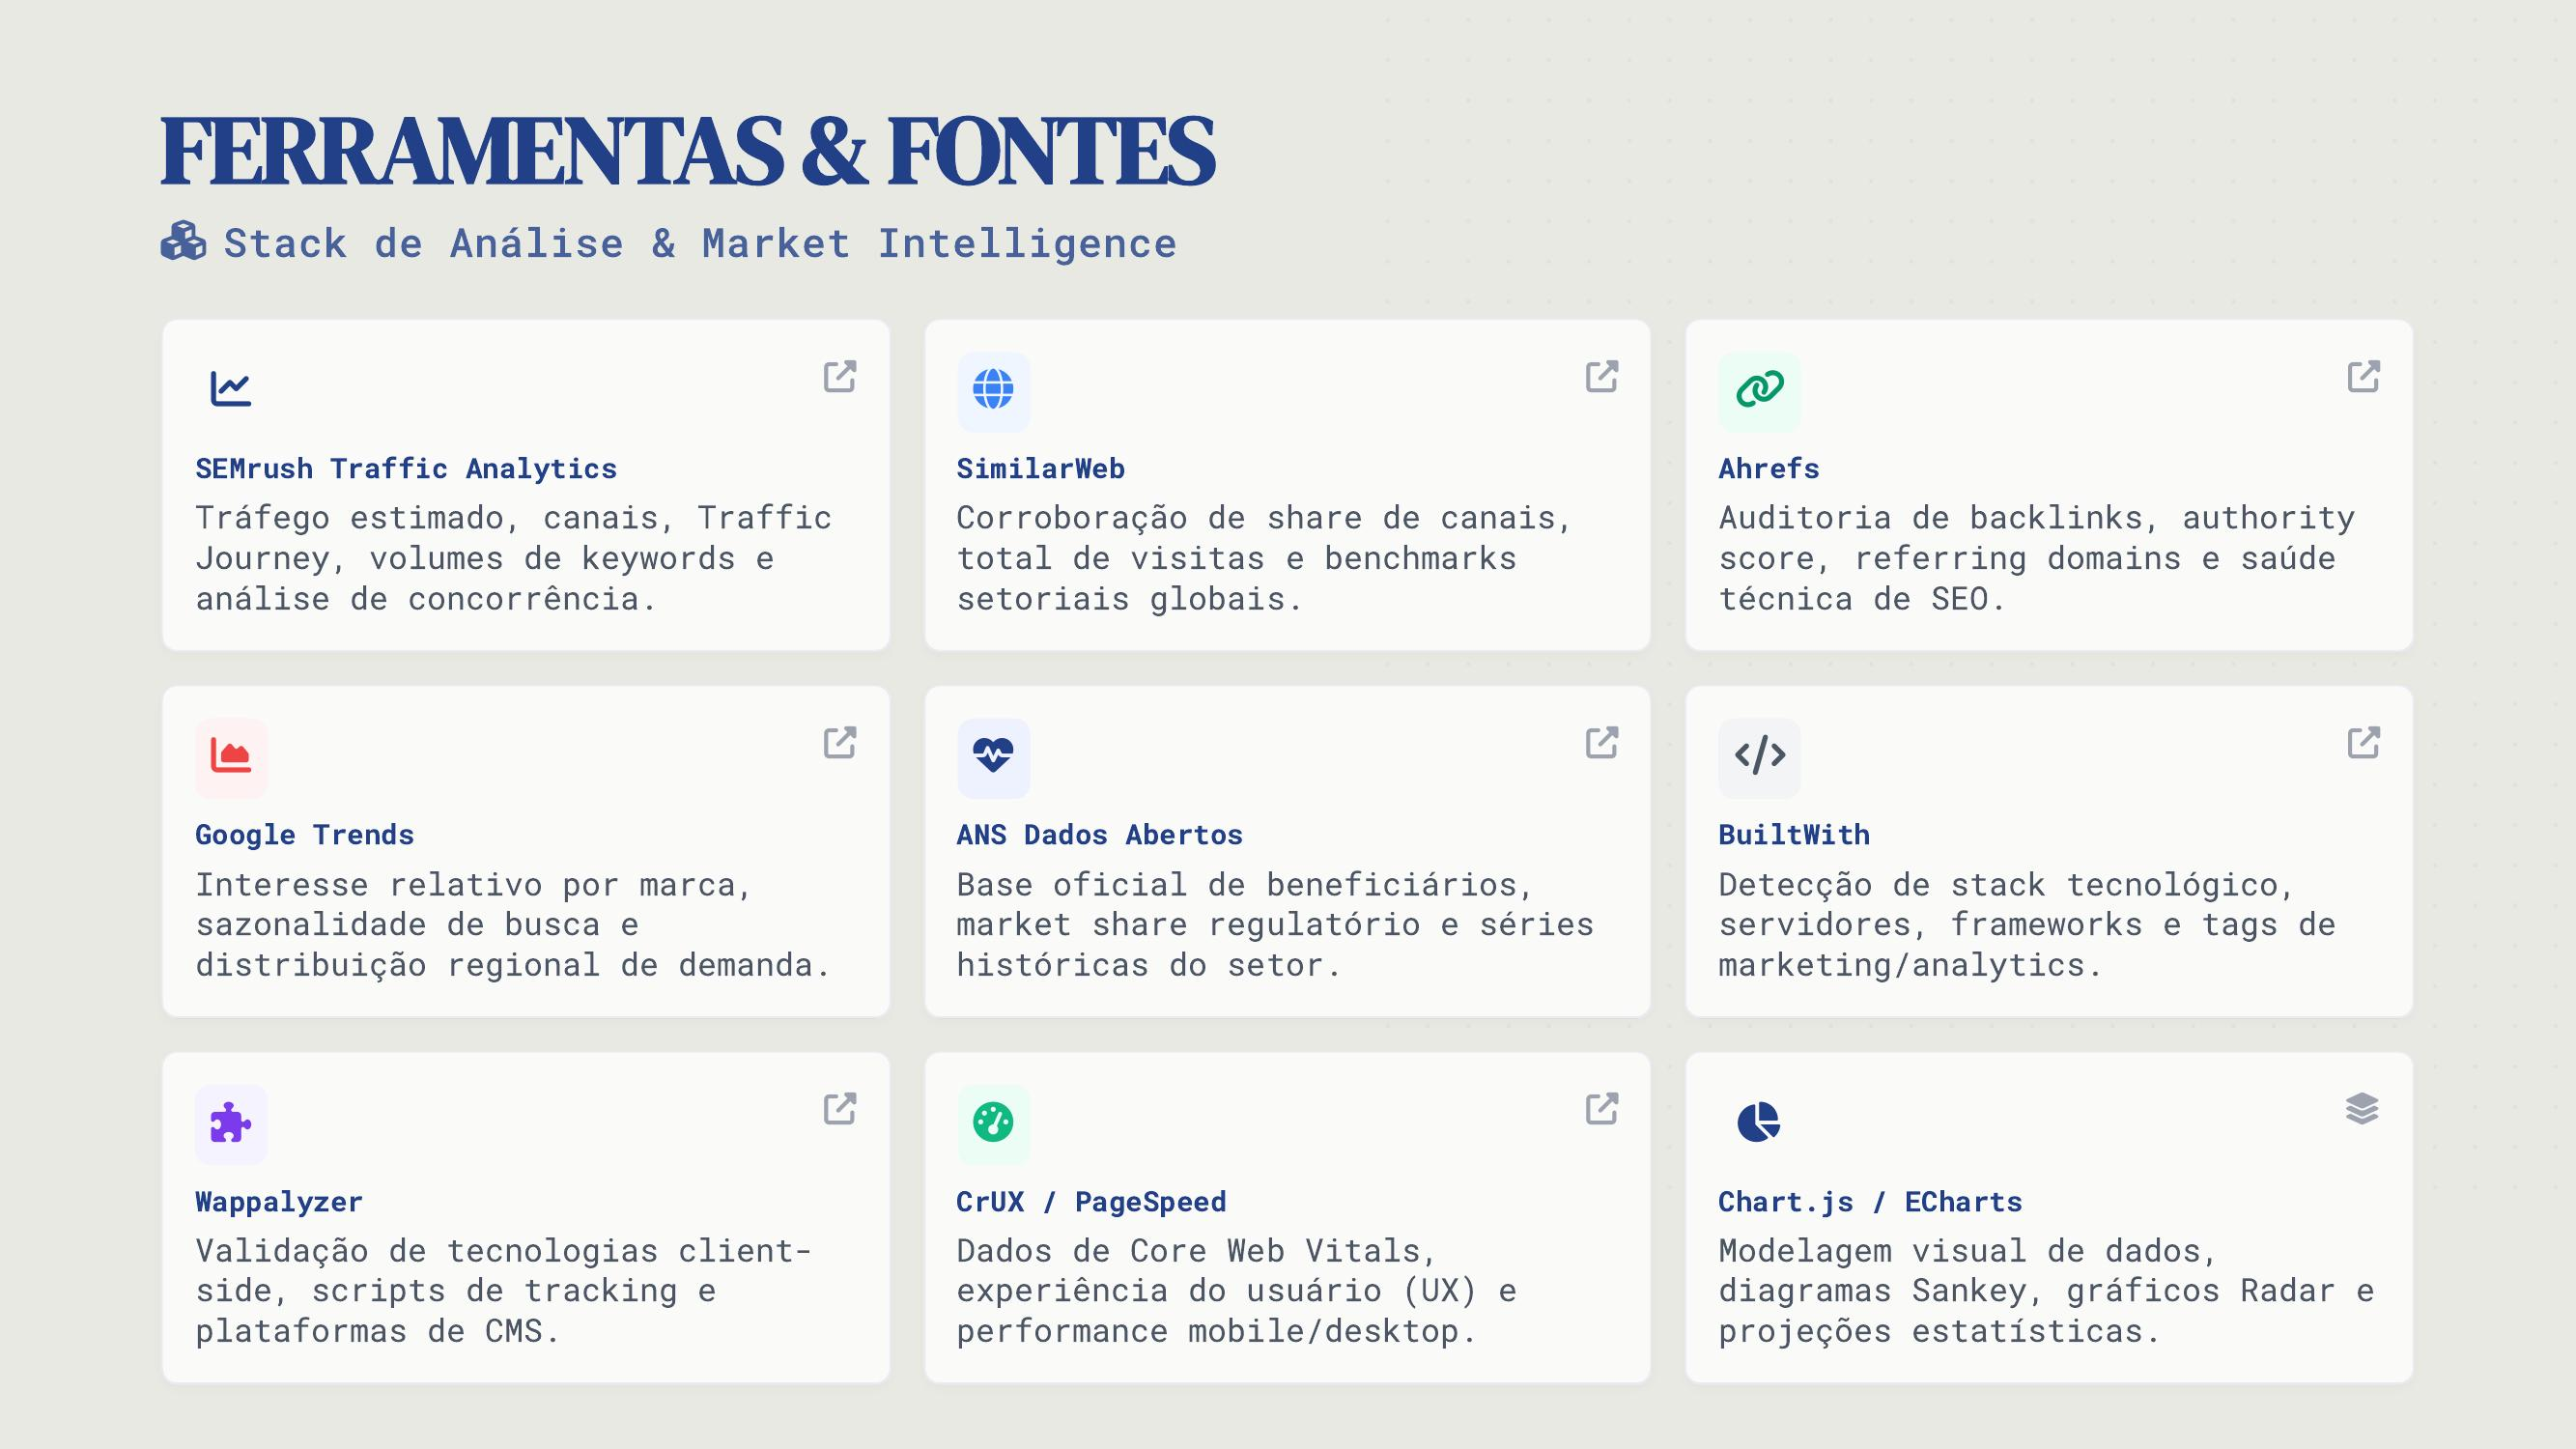 FERRAMENTAS & FONTES
Stack de Análise & Market Intelligence
SEMrush Traffic Analytics
Tráfego estimado, canais, Traffic
Journey, volumes de keywords e
análise de concorrência.
SimilarWeb
Corroboração de share de canais,
total de visitas e benchmarks
setoriais globais.
Ahrefs
Auditoria de backlinks, authority
score, referring domains e saúde
técnica de SEO.
Google Trends
Interesse relativo por marca,
sazonalidade de busca e
distribuição regional de demanda.
ANS Dados Abertos
Base oficial de beneficiários,
market share regulatório e séries
históricas do setor.
BuiltWith
Detecção de stack tecnológico,
servidores, frameworks e tags de
marketing/analytics.
Wappalyzer
Validação de tecnologias client-
side, scripts de tracking e
plataformas de CMS.
CrUX / PageSpeed
Dados de Core Web Vitals,
experiência do usuário (UX) e
performance mobile/desktop.
Chart.js / ECharts
Modelagem visual de dados,
diagramas Sankey, gráficos Radar e
projeções estatísticas.